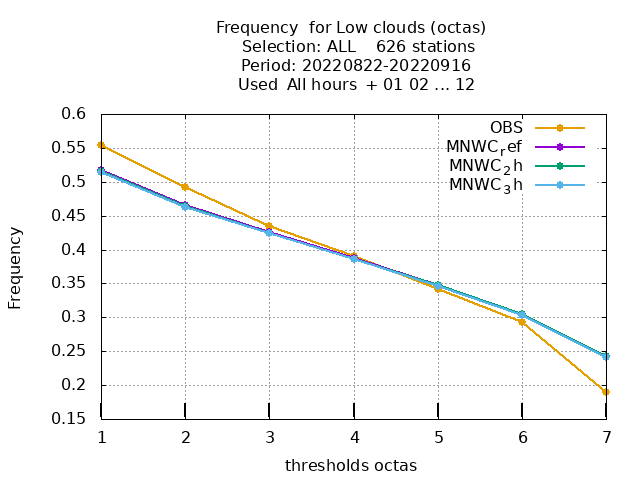 Frequency  for Low clouds (octas)
Selection: ALL    626 stations
Period: 20220822-20220916
Used  All hours  + 01 02 ... 12
0.6
0.55
0.5
0.45
0.4
0.35
0.3
0.25
0.2
0.15
Frequency
OBS
MNWC_ref
MNWC_2h
MNWC_3h
1 2 3 4 5 6 7
thresholds octas